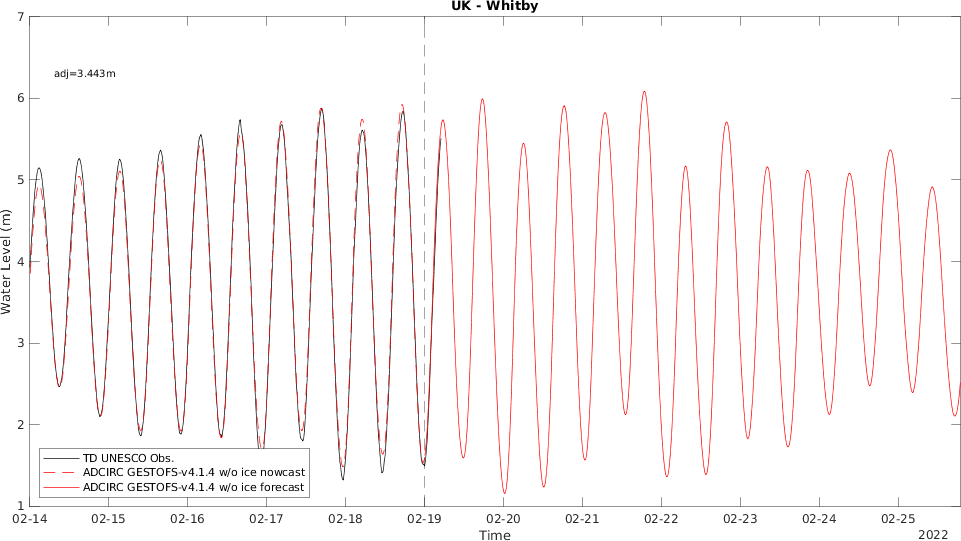 UK - Whitby
7
adj=3.443m
6
5
4
3
2
1
Water Level (m)
TD UNESCO Obs.
ADCIRC GESTOFS-v4.1.4 w/o ice nowcast
ADCIRC GESTOFS-v4.1.4 w/o ice forecast
02-14 02-15 02-16 02-17 02-18 02-19 02-20 02-21 02-22 02-23 02-24 02-25
Time
2022